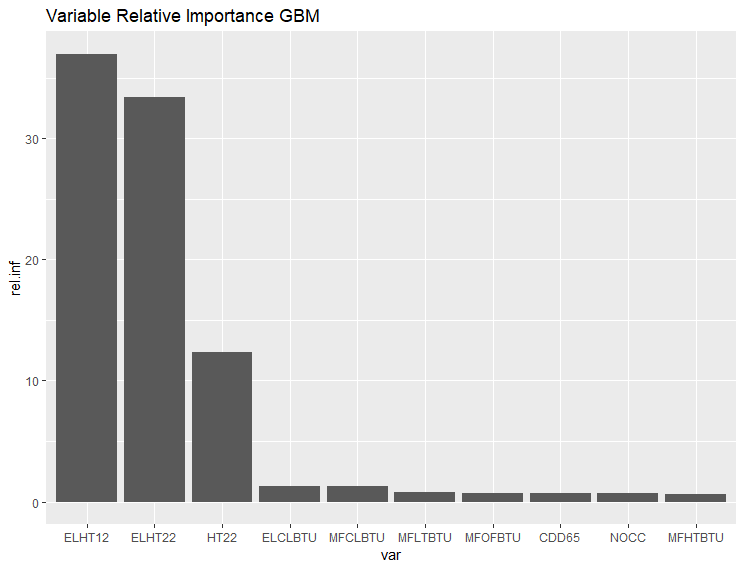 Variable Relative Importance GBM
rel.inf
30
20
10
0
ELHT12 ELHT22 HT22 ELCLBTU MFCLBTU MFLTBTU MFOFBTU CDD65 NOCC MFHTBTU
var